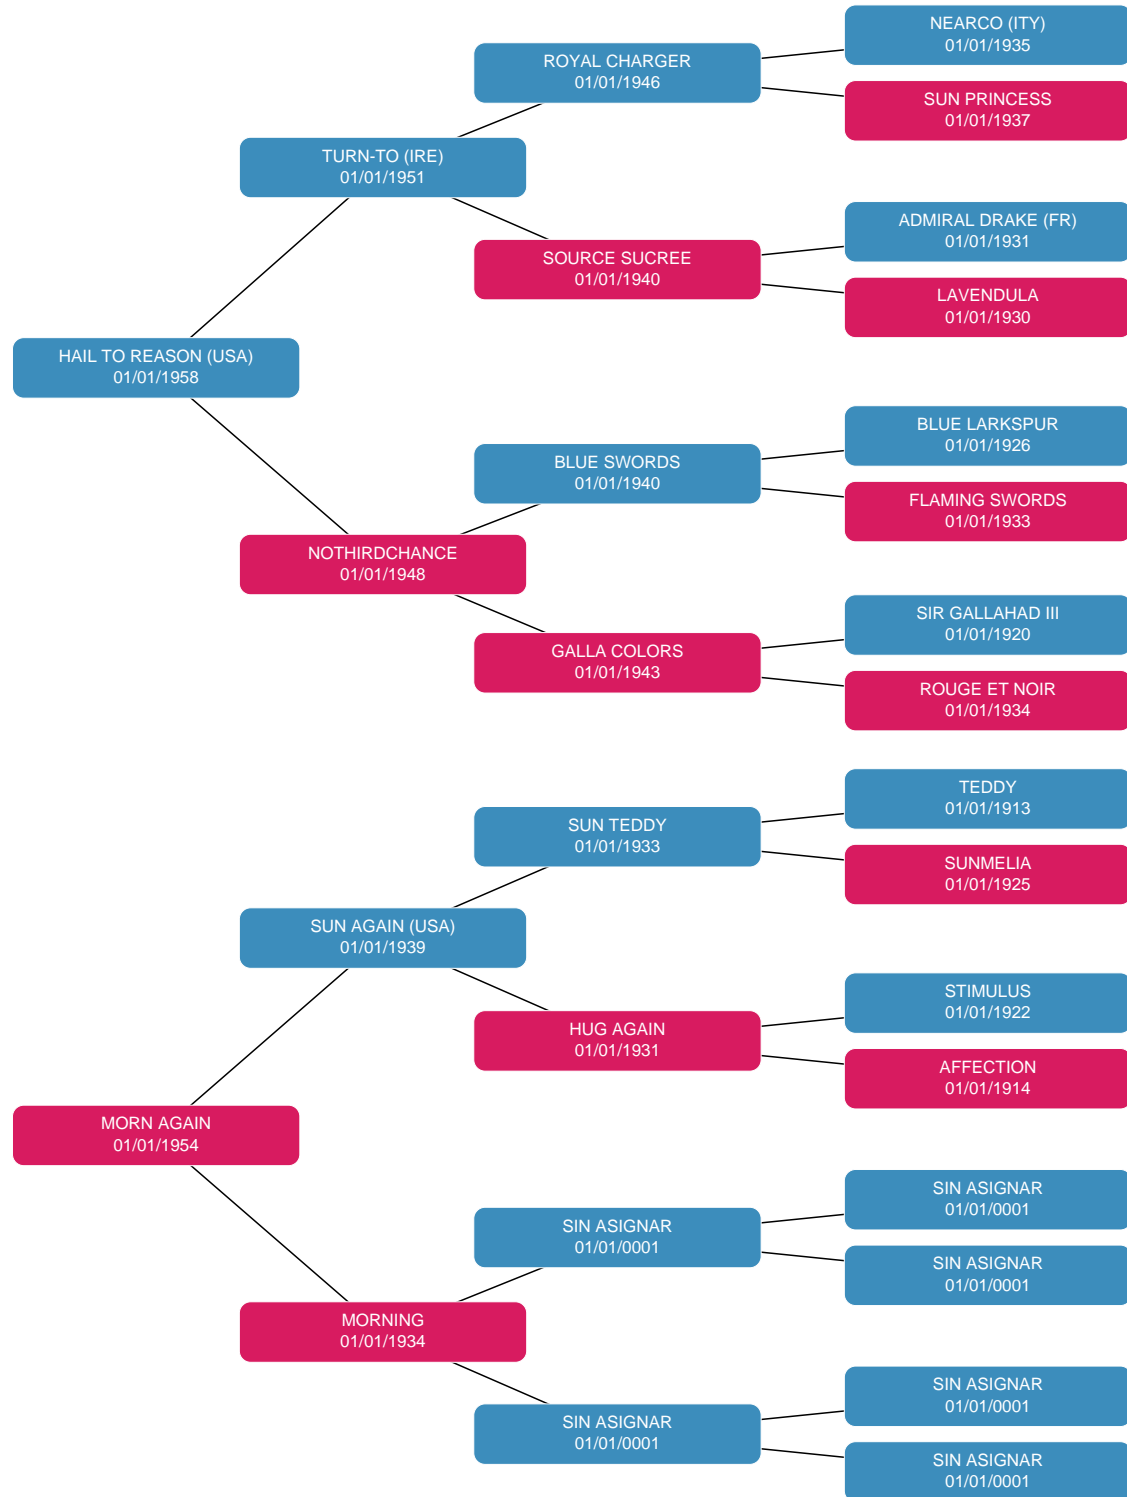 NEARCO (ITY)
01/01/1935
ROYAL CHARGER
01/01/1946
SUN PRINCESS
01/01/1937
TURN-TO (IRE)
01/01/1951
ADMIRAL DRAKE (FR)
01/01/1931
SOURCE SUCREE
01/01/1940
LAVENDULA
01/01/1930
HAIL TO REASON (USA)
01/01/1958
BLUE LARKSPUR
01/01/1926
BLUE SWORDS
01/01/1940
FLAMING SWORDS
01/01/1933
NOTHIRDCHANCE
01/01/1948
SIR GALLAHAD III
01/01/1920
GALLA COLORS
01/01/1943
ROUGE ET NOIR
01/01/1934
TEDDY
01/01/1913
SUN TEDDY
01/01/1933
SUNMELIA
01/01/1925
SUN AGAIN (USA)
01/01/1939
STIMULUS
01/01/1922
HUG AGAIN
01/01/1931
AFFECTION
01/01/1914
MORN AGAIN
01/01/1954
SIN ASIGNAR
01/01/0001
SIN ASIGNAR
01/01/0001
SIN ASIGNAR
01/01/0001
MORNING
01/01/1934
SIN ASIGNAR
01/01/0001
SIN ASIGNAR
01/01/0001
SIN ASIGNAR
01/01/0001